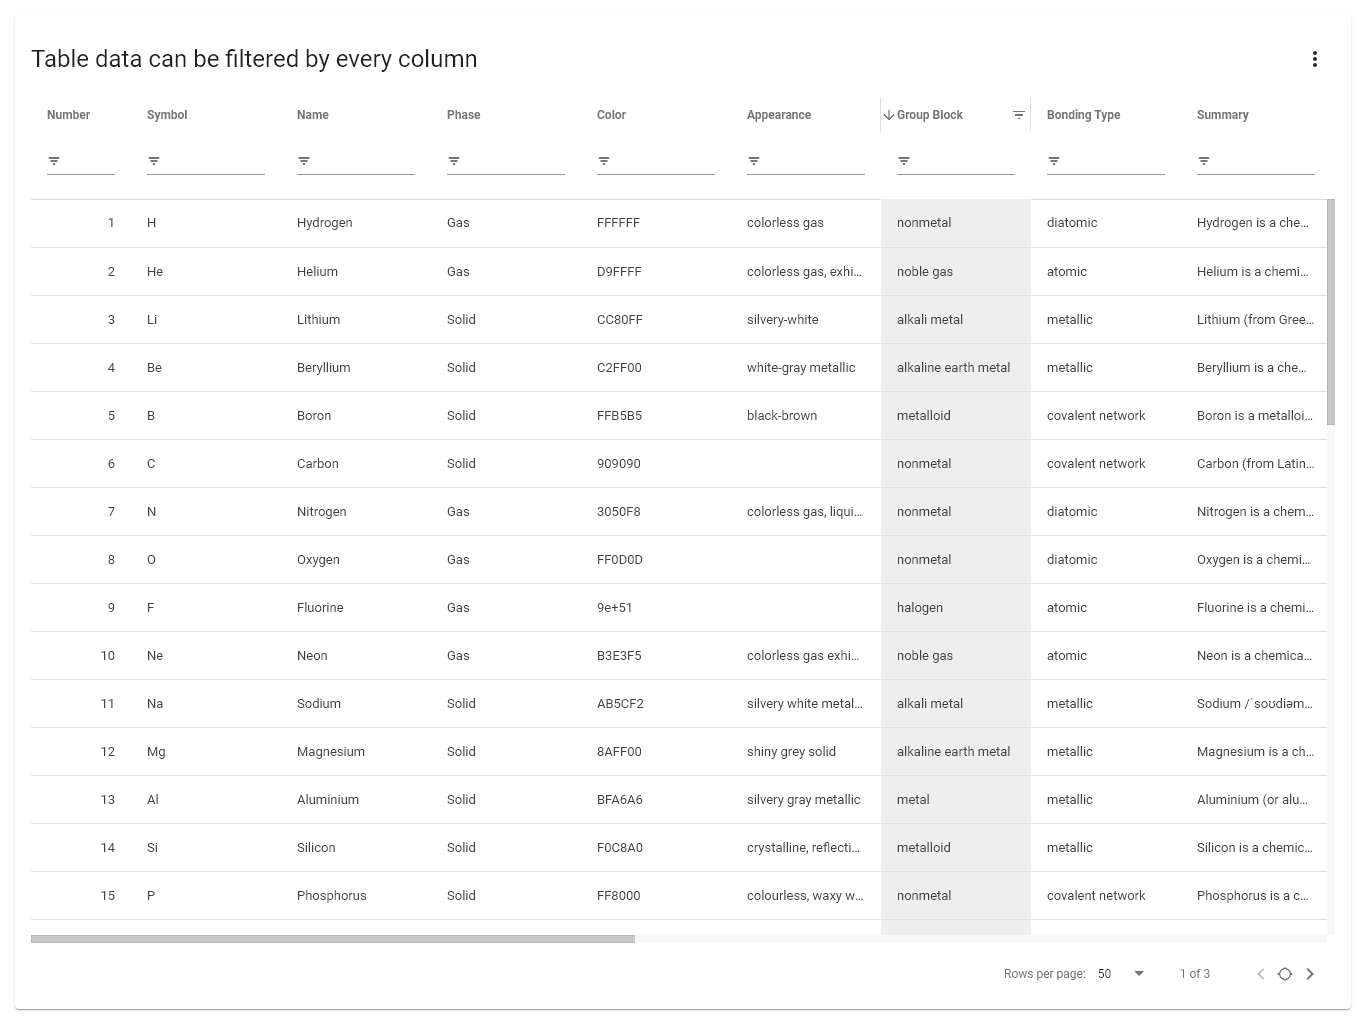 Table data can be filtered by every column
Number Symbol Name Phase Color Appearance Group Block Bonding Type Summary
1 H Hydrogen Gas FFFFFF colorless gas nonmetal diatomic Hydrogen is a che...
2 He Helium Gas D9FFFF colorless gas, exhi... noble gas atomic Helium is a chemi...
3 Li Lithium Solid CC80FF silvery-white alkali metal metallic Lithium (from Gree...
4 Be Beryllium Solid C2FF00 white-gray metallic alkaline earth metal metallic Beryllium is a che...
5 B Boron Solid FFB5B5 black-brown metalloid covalent network Boron is a metalloi...
6 C Carbon Solid 909090 nonmetal covalent network Carbon (from Latin...
7 N Nitrogen Gas 3050F8 colorless gas, liqui... nonmetal diatomic Nitrogen is a chem...
8 O Oxygen Gas FF0D0D nonmetal diatomic Oxygen is a chemi...
9 F Fluorine Gas 9e+51 halogen atomic Fluorine is a chemi...
10 Ne Neon Gas B3E3F5 colorless gas exhi... noble gas atomic Neon is a chemica...
11 Na Sodium Solid AB5CF2 silvery white metal... alkali metal metallic Sodium /ˈsoʊdiəm...
12 Mg Magnesium Solid 8AFF00 shiny grey solid alkaline earth metal metallic Magnesium is a ch...
13 Al Aluminium Solid BFA6A6 silvery gray metallic metal metallic Aluminium (or alu...
14 Si Silicon Solid F0C8A0 crystalline, reflecti... metalloid metallic Silicon is a chemic...
15 P Phosphorus Solid FF8000 colourless, waxy w... nonmetal covalent network Phosphorus is a c...
Rows per page: 50 1 of 3